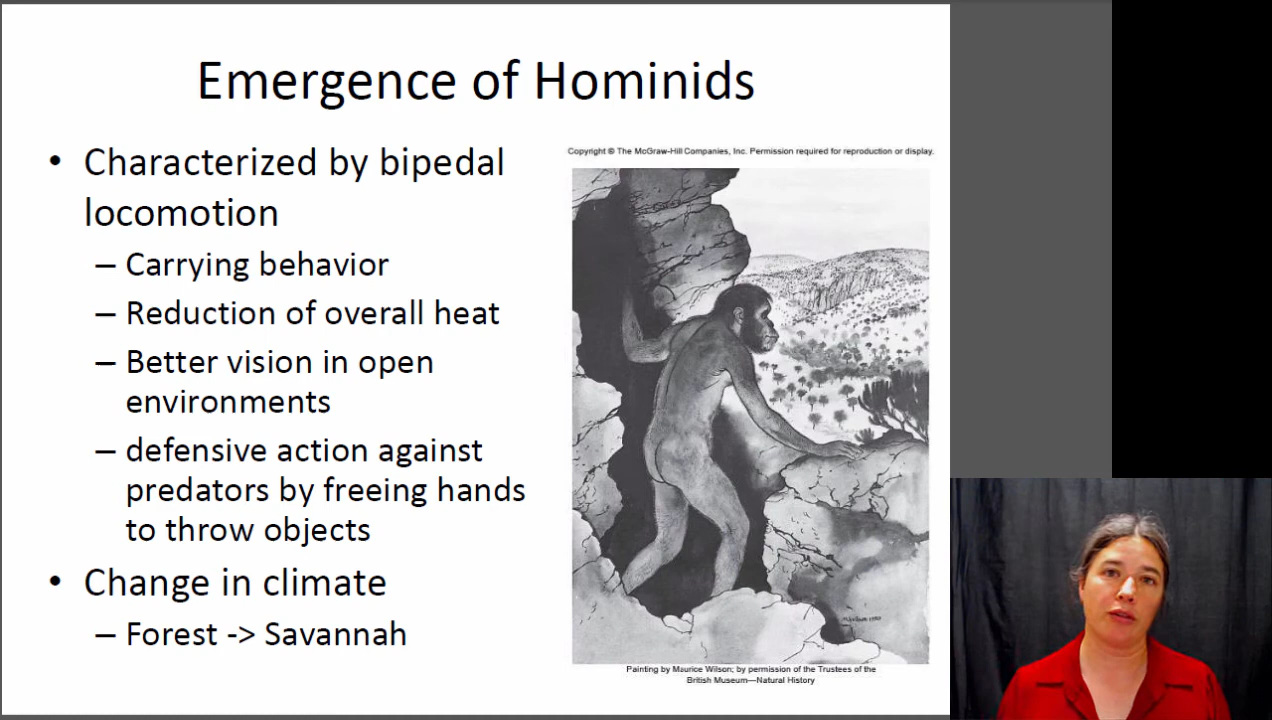 Emergence of Hominids
• Characterized by bipedal
locomotion
– Carrying behavior
– Reduction of overall heat
– Better vision in open
environments
– defensive action against
predators by freeing hands
to throw objects
• Change in climate
– Forest -> Savannah
Copyright © The McGraw-Hill Companies, Inc. Permission required for reproduction or display.
Painting by Maurice Wilson; by permission of the Trustees of the
British Museum—Natural History